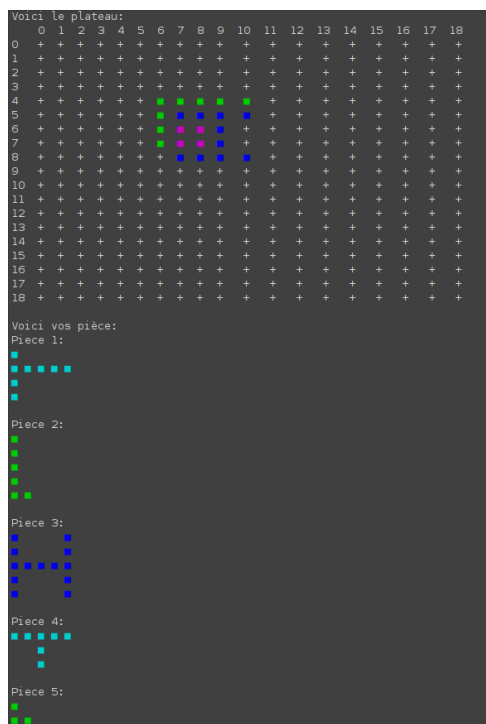 Voici le plateau:
0 1 2 3 4 5 6 7 8 9 10 11 12 13 14 15 16 17 18
0 + + + + + + + + + + + + + + + + + + +
1 + + + + + + + + + + + + + + + + + + +
2 + + + + + + + + + + + + + + + + + + +
3 + + + + + + + + + + + + + + + + + + +
4 + + + + + + ■ ■ ■ ■ ■ + + + + + + + +
5 + + + + + + ■ ■ ■ ■ ■ + + + + + + + +
6 + + + + + + ■ ■ ■ ■ + + + + + + + + +
7 + + + + + + ■ ■ ■ ■ + + + + + + + + +
8 + + + + + + + ■ ■ ■ ■ + + + + + + + +
9 + + + + + + + + + + + + + + + + + + +
10 + + + + + + + + + + + + + + + + + + +
11 + + + + + + + + + + + + + + + + + + +
12 + + + + + + + + + + + + + + + + + + +
13 + + + + + + + + + + + + + + + + + + +
14 + + + + + + + + + + + + + + + + + + +
15 + + + + + + + + + + + + + + + + + + +
16 + + + + + + + + + + + + + + + + + + +
17 + + + + + + + + + + + + + + + + + + +
18 + + + + + + + + + + + + + + + + + + +
Voici vos pièce:
Piece 1:
■
■ ■ ■ ■ ■
■
■
Piece 2:
■
■
■
■
■ ■
Piece 3:
■       ■
■       ■
■ ■ ■ ■ ■
■       ■
■       ■
Piece 4:
■ ■ ■ ■ ■
    ■
    ■
Piece 5:
■
■ ■